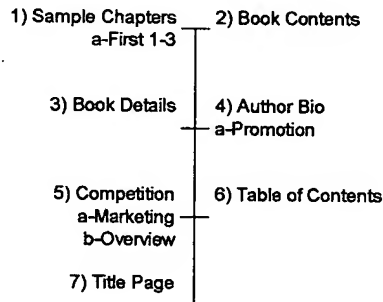 1) Sample Chapters
a-First 1-3
2) Book Contents
3) Book Details
4) Author Bio
a-Promotion
5) Competition
a-Marketing
b-Overview
6) Table of Contents
7) Title Page